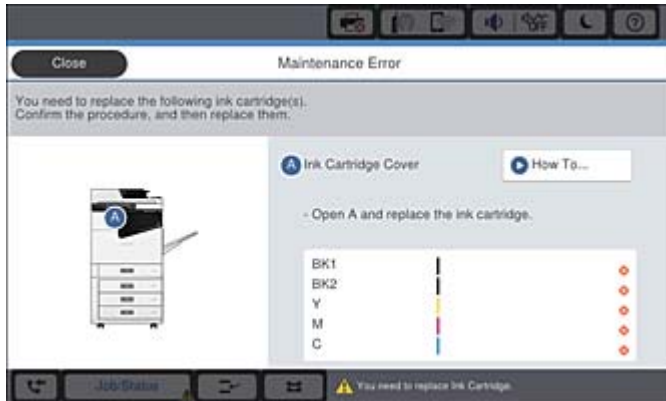 OFF
Close
Maintenance Error
You need to replace the following ink cartridge(s).
Confirm the procedure, and then replace them.
A Ink Cartridge Cover
How To...
A
- Open A and replace the ink cartridge.
BK1
BK2
Y
M
C
Job/Status
You need to replace Ink Cartridge.